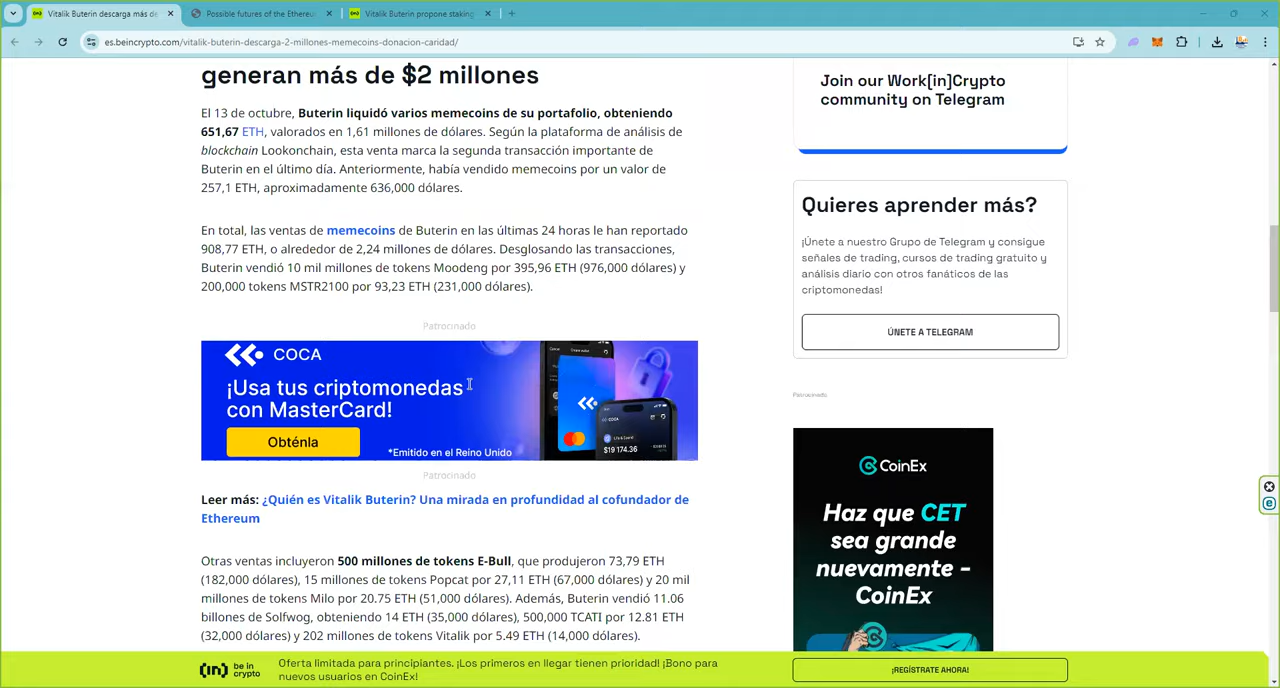 Vitalik Buterin descarga más de
Possible futures of the Ethereu
Vitalik Buterin propone staking
es.beincrypto.com/vitalik-buterin-descarga-2-millones-memecoins-donacion-caridad/
generan más de $2 millones
El 13 de octubre, Buterin liquidó varios memecoins de su portafolio, obteniendo
651,67 ETH, valorados en 1,61 millones de dólares. Según la plataforma de análisis de
blockchain Lookonchain, esta venta marca la segunda transacción importante de
Buterin en el último día. Anteriormente, había vendido memecoins por un valor de
257,1 ETH, aproximadamente 636,000 dólares.
En total, las ventas de memecoins de Buterin en las últimas 24 horas le han reportado
908,77 ETH, o alrededor de 2,24 millones de dólares. Desglosando las transacciones,
Buterin vendió 10 mil millones de tokens Moodeng por 395,96 ETH (976,000 dólares) y
200,000 tokens MSTR2100 por 93,23 ETH (231,000 dólares).
Patrocinado
COCA
¡Usa tus criptomonedas
con MasterCard!
Obténla
*Emitido en el Reino Unido
$19 174.36
Patrocinado
Leer más: ¿Quién es Vitalik Buterin? Una mirada en profundidad al cofundador de
Ethereum
Otras ventas incluyeron 500 millones de tokens E-Bull, que produjeron 73,79 ETH
(182,000 dólares), 15 millones de tokens Popcat por 27,11 ETH (67,000 dólares) y 20 mil
millones de tokens Milo por 20.75 ETH (51,000 dólares). Además, Buterin vendió 11.06
billones de Solfwog, obteniendo 14 ETH (35,000 dólares), 500,000 TCATI por 12.81 ETH
(32,000 dólares) y 202 millones de tokens Vitalik por 5.49 ETH (14,000 dólares).
Join our Work[in]Crypto
community on Telegram
Quieres aprender más?
¡Únete a nuestro Grupo de Telegram y consigue
señales de trading, cursos de trading gratuito y
análisis diario con otros fanáticos de las
criptomonedas!
ÚNETE A TELEGRAM
Patrocinado
CoinEx
Haz que CET
sea grande
nuevamente -
CoinEx
(in) be in
crypto
Oferta limitada para principiantes. ¡Los primeros en llegar tienen prioridad! ¡Bono para
nuevos usuarios en CoinEx!
¡REGÍSTRATE AHORA!